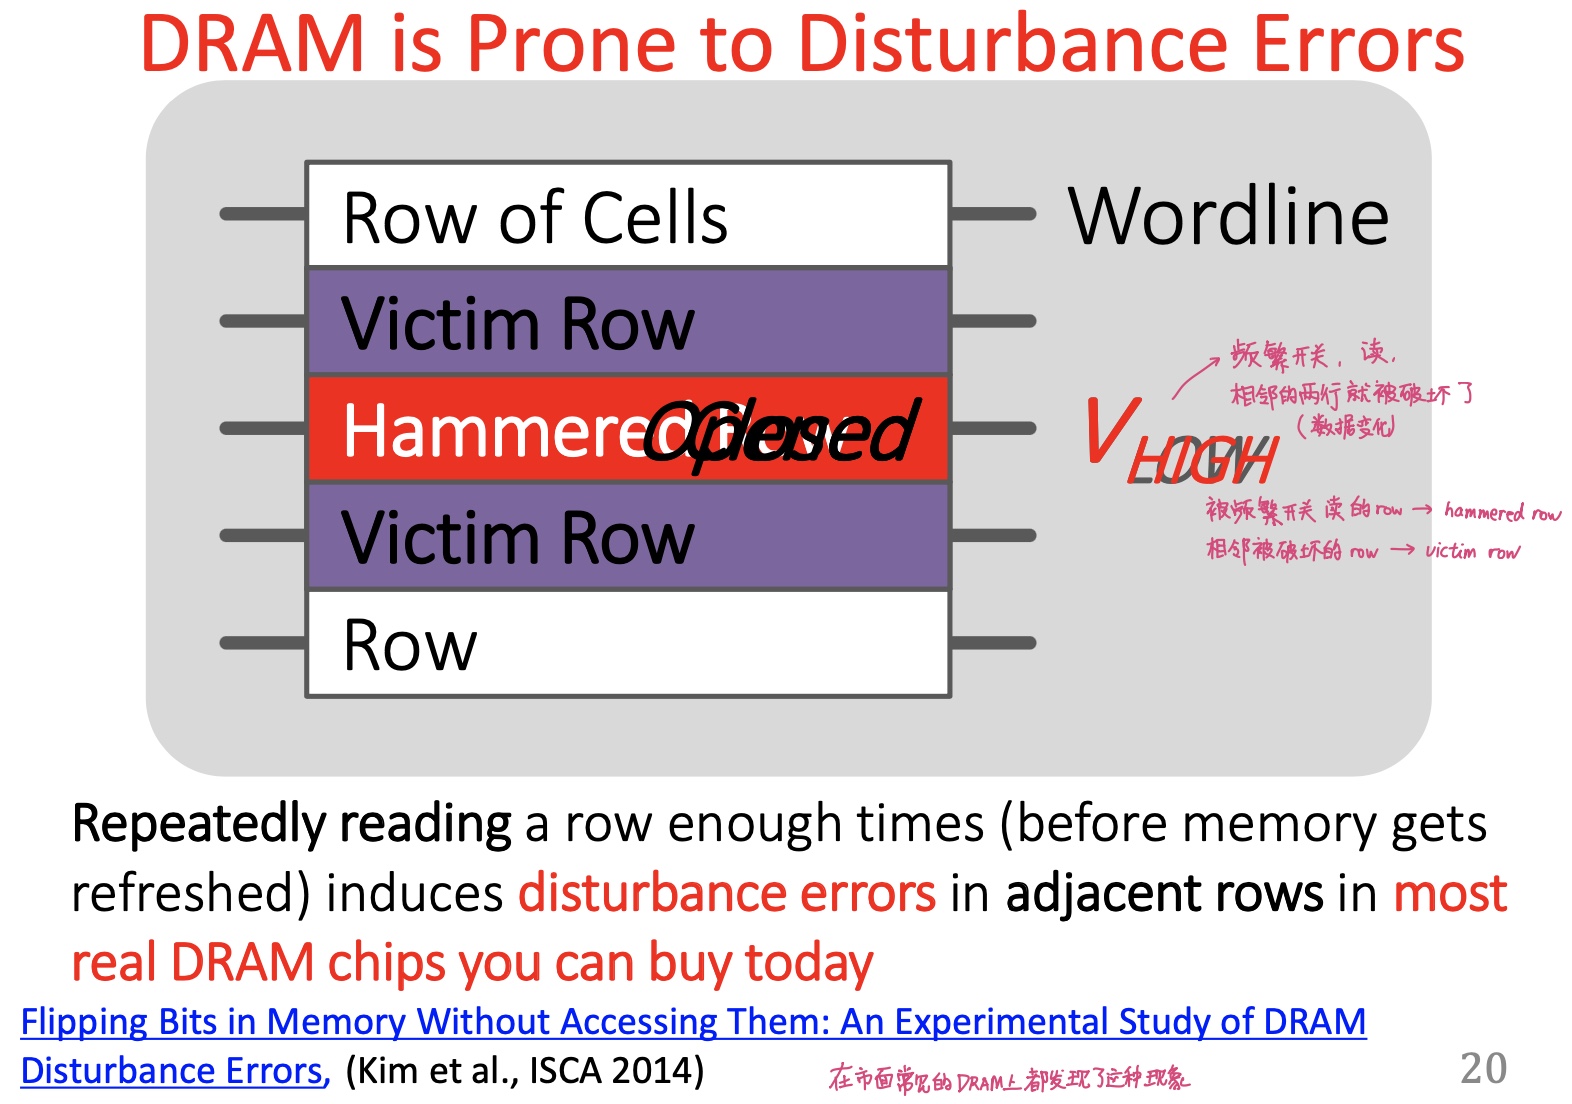 DRAM is Prone to Disturbance Errors
Row of Cells
Wordline
Victim Row
频繁开关，读，
相邻的两行就被破坏了
(数据变化)
Hammered Row
Opened
Closed
V
LOW
HIGH
被频繁开关读的row → hammered row
Victim Row
相邻被破坏的row → victim row
Row
Repeatedly reading a row enough times (before memory gets
refreshed) induces disturbance errors in adjacent rows in most
real DRAM chips you can buy today
Flipping Bits in Memory Without Accessing Them: An Experimental Study of DRAM
Disturbance Errors, (Kim et al., ISCA 2014)
在市面常见的DRAM上都发现了这种现象
20